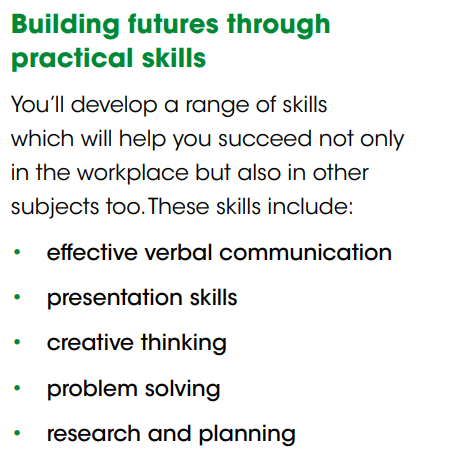 Building futures through
practical skills
You’ll develop a range of skills
which will help you succeed not only
in the workplace but also in other
subjects too. These skills include:
• effective verbal communication
• presentation skills
• creative thinking
• problem solving
• research and planning